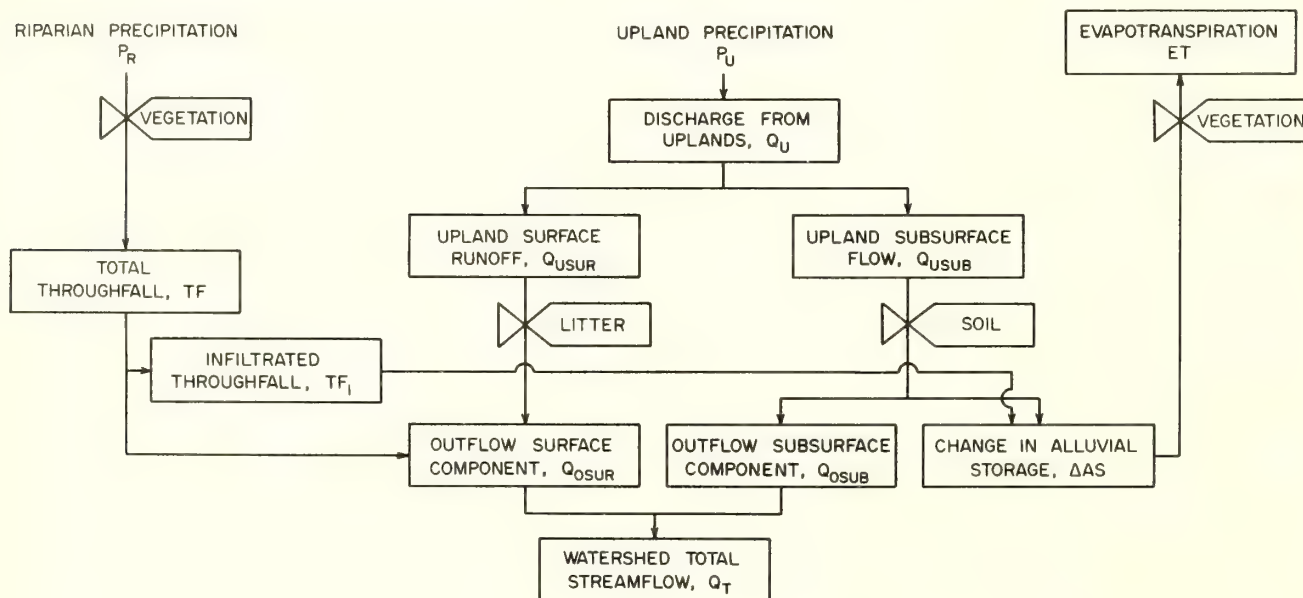 RIPARIAN PRECIPITATION
P_R
UPLAND PRECIPITATION
P_U
EVAPOTRANSPIRATION
ET
VEGETATION
VEGETATION
DISCHARGE FROM
UPLANDS, Q_U
UPLAND SURFACE
RUNOFF, Q_USUR
UPLAND SUBSURFACE
FLOW, Q_USUB
TOTAL
THROUGHFALL, TF
LITTER
SOIL
INFILTRATED
THROUGHFALL, TF_I
OUTFLOW SURFACE
COMPONENT, Q_OSUR
OUTFLOW SUBSURFACE
COMPONENT, Q_OSUB
CHANGE IN ALLUVIAL
STORAGE, ΔAS
WATERSHED TOTAL
STREAMFLOW, Q_T